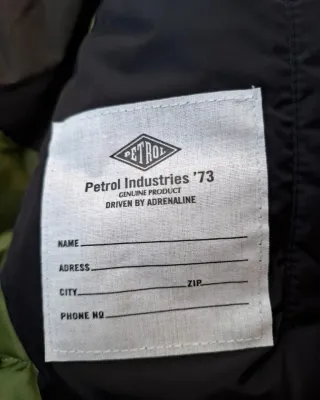 PETROL
Petrol Industries '73
GENUINE PRODUCT
DRIVEN BY ADRENALINE
NAME
ADRESS
CITY ZIP
PHONE NO